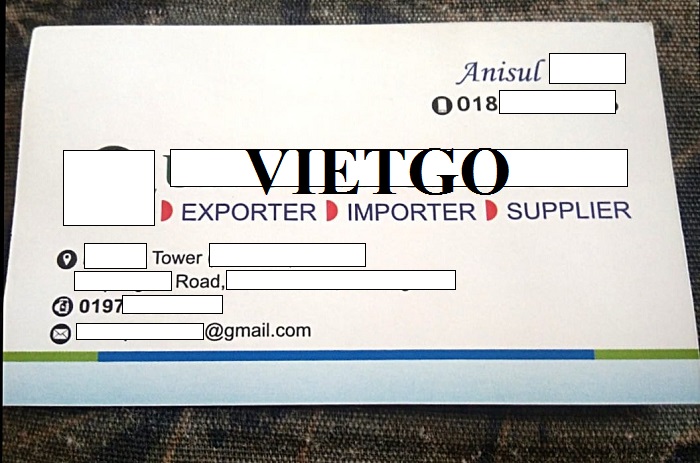 Anisul
018
VIETGO
EXPORTER IMPORTER SUPPLIER
Tower
Road,
0197
@gmail.com